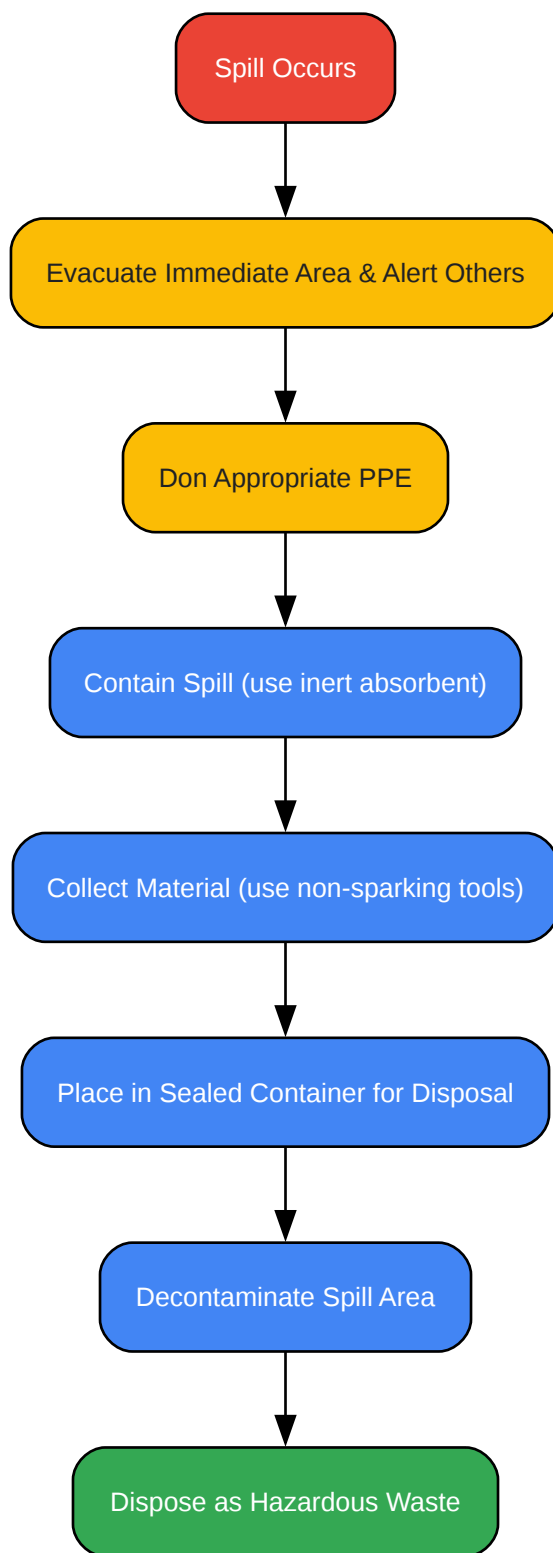 Spill Occurs
Evacuate Immediate Area & Alert Others
Don Appropriate PPE
Contain Spill (use inert absorbent)
Collect Material (use non-sparking tools)
Place in Sealed Container for Disposal
Decontaminate Spill Area
Dispose as Hazardous Waste